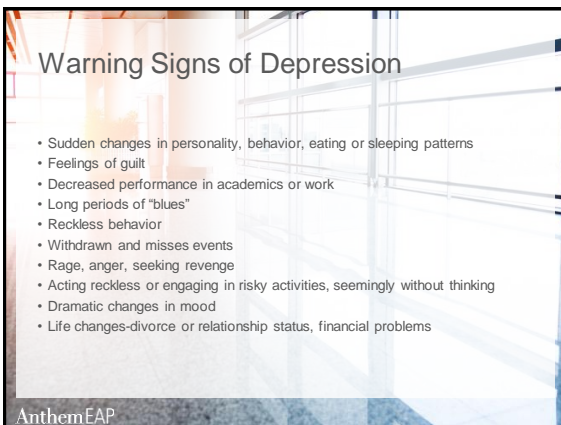 Warning Signs of Depression
• Sudden changes in personality, behavior, eating or sleeping patterns
• Feelings of guilt
• Decreased performance in academics or work
• Long periods of “blues”
• Reckless behavior
• Withdrawn and misses events
• Rage, anger, seeking revenge
• Acting reckless or engaging in risky activities, seemingly without thinking
• Dramatic changes in mood
• Life changes-divorce or relationship status, financial problems
Anthem EAP